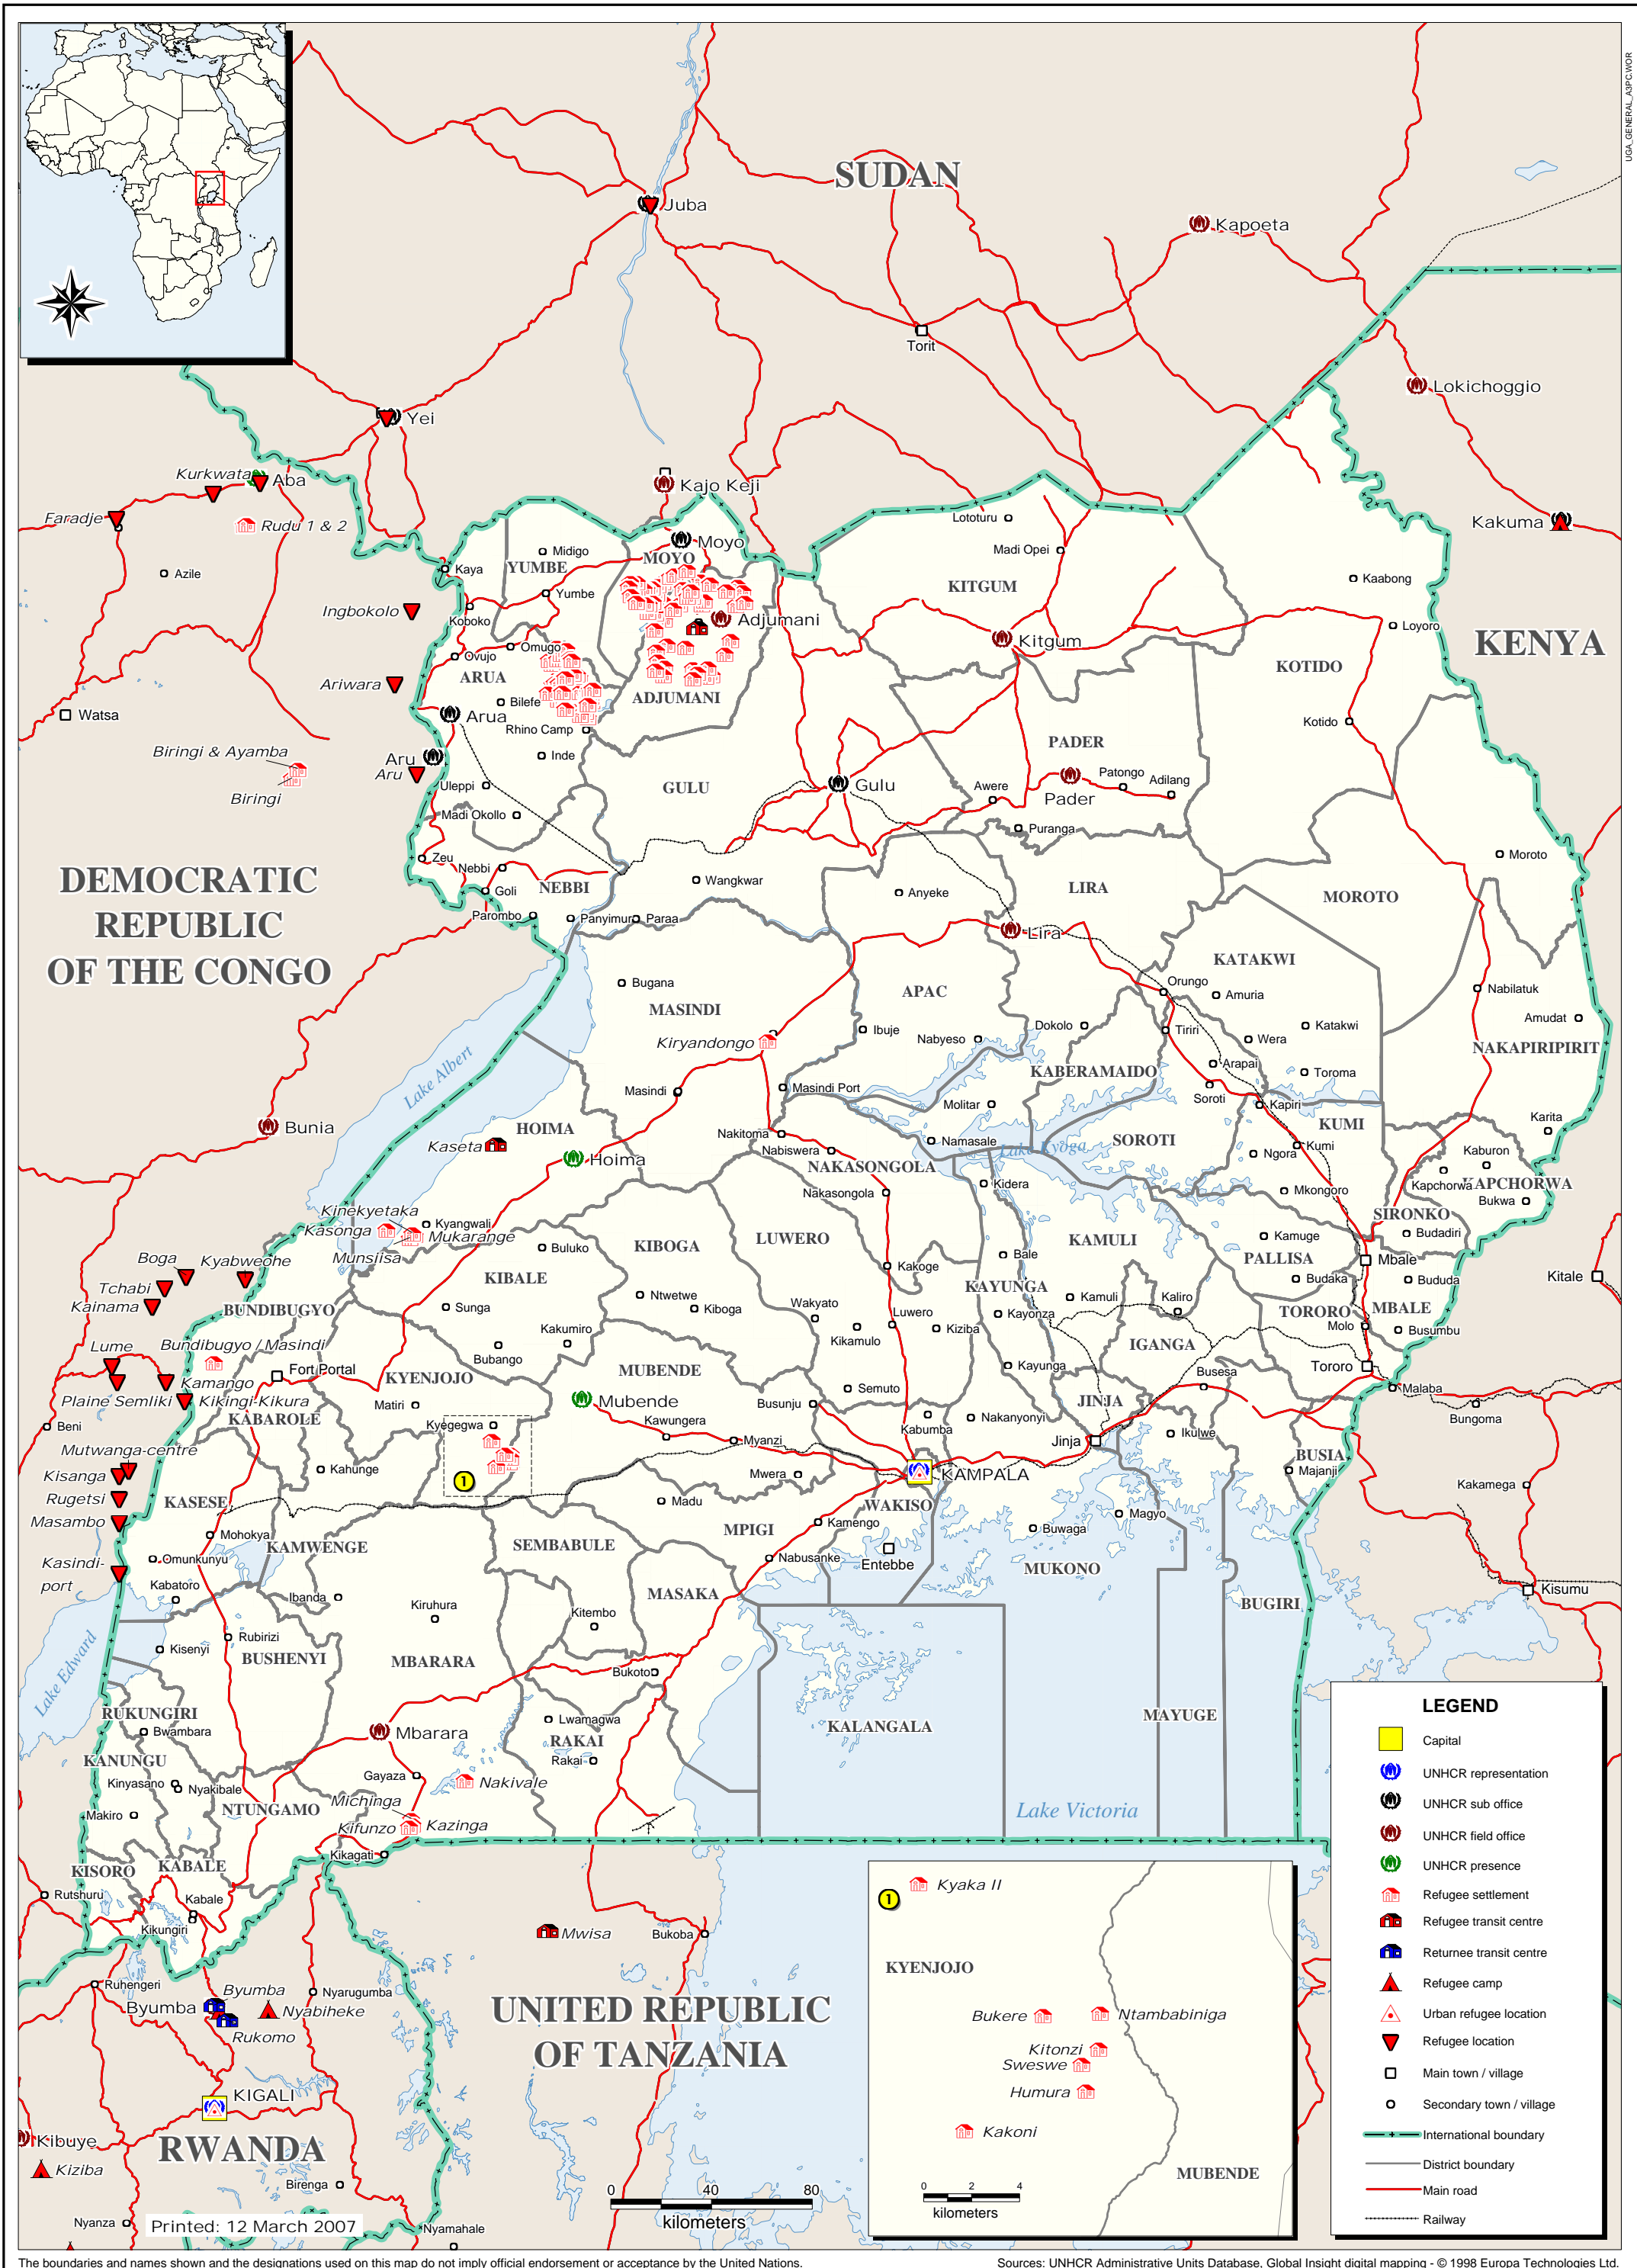 UGA_GENERAL_A3PC.WOR
SUDAN
Juba
Kapoeta
Torit
Lokichoggio
Yei
Kurkwata
Aba
Kajo Keji
Faradje
Rudu 1 & 2
Lototuru
Kakuma
Moyo
Madi Opei
Midigo
MOYO
YUMBE
Azile
Kaya
KITGUM
Kaabong
Yumbe
Ingbokolo
Koboko
Adjumani
Loyoro
KENYA
Kitgum
Omugo
Ovujo
KOTIDO
ARUA
Ariwara
ADJUMANI
Bilefe
Watsa
Arua
Rhino Camp
Kotido
PADER
Biringi & Ayamba
Aru
Inde
Aru
Patongo
Adilang
Biringi
Uleppi
GULU
Gulu
Awere
Pader
Madi Okollo
Puranga
Zeu
Nebbi
Moroto
DEMOCRATIC
REPUBLIC
OF THE CONGO
Goli
NEBBI
Wangkwar
Anyeke
LIRA
MOROTO
Parombo
Panyimur
Paraa
Lira
KATAKWI
Bugana
APAC
Orungo
Amuria
Nabilatuk
MASINDI
Amudat
Ibuje
Dokolo
Tiriri
Katakwi
Kiryandongo
Nabyeso
Wera
NAKAPIRIPIRIT
Lake Albert
KABERAMAIDO
Arapai
Toroma
Masindi
Masindi Port
Soroti
Molitar
Kapiri
Bunia
HOIMA
KUMI
Karita
Kaseta
Nakitoma
Namasale
SOROTI
Kumi
Hoima
Nabiswera
Lake Kyoga
Ngora
Kaburon
NAKASONGOLA
Kapchorwa
KAPCHORWA
Kidera
Nakasongola
Mkongoro
Bukwa
Kinekyetaka
SIRONKO
Kasonga
Kyangwali
Mukarange
Budadiri
Munsiisa
Buluko
KIBOGA
LUWERO
KAMULI
Kamuge
Boga
Kyabweohe
Bale
PALLISA
Mbale
Kakoge
Tchabi
KIBALE
KAYUNGA
Budaka
Bududa
Kitale
Kainama
BUNDIBUGYO
Sunga
Ntwetwe
Kiboga
Wakyato
Luwero
Kayonza
Kamuli
Kaliro
TORORO
MBALE
Kikamulo
Kiziba
Molo
Busumbu
Lume
Bundibugyo / Masindi
Kakumiro
IGANGA
Bubango
MUBENDE
Kayunga
Busesa
Tororo
Fort Portal
Kamango
KYENJOJO
Plaine Semliki
Kikingi-Kikura
Mubende
Semuto
JINJA
Malaba
KABAROLE
Matiri
Busunju
Bungoma
Kyegegwa
Kawungera
Kabumba
Nakanyonyi
Beni
Myanzi
Jinja
Ikulwe
Mutwanga-centre
BUSIA
Kisanga
Kahunge
1
Mwera
KAMPALA
Majanji
Kakamega
Rugetsi
KASESE
Madu
WAKISO
Masambo
Kamengo
Magyo
Mohokya
MPIGI
Buwaga
KAMWENGE
SEMBABULE
Kasindi-
port
Omunkunyu
Nabusanke
Entebbe
MUKONO
Kabatoro
Kisumu
Ibanda
MASAKA
Kiruhura
Kitembo
BUGIRI
Rubirizi
Kisenyi
BUSHENYI
MBARARA
Lake Edward
Bukoto
RUKUNGIRI
Lwamagwa
MAYUGE
Bwambara
Mbarara
KALANGALA
RAKAI
KANUNGU
Rakai
Kinyasano
Nyakibale
Gayaza
Nakivale
Michinga
Makiro
NTUNGAMO
Lake Victoria
Kifunzo
Kazinga
Kikagati
KISORO
KABALE
Rutshuru
Kabale
Kikungiri
Mwisa
Bukoba
Ruhengeri
Byumba
Nyarugumba
Byumba
Nyabiheke
Rukomo
UNITED REPUBLIC
OF TANZANIA
KIGALI
Kibuye
RWANDA
Kiziba
Birenga
Nyanza
Nyamahale
Printed: 12 March 2007
0 40 80
kilometers
1
Kyaka II
KYENJOJO
Bukere
Ntambabiniga
Kitonzi
Sweswe
Humura
Kakoni
MUBENDE
0 2 4
kilometers
LEGEND
Capital
UNHCR representation
UNHCR sub office
UNHCR field office
UNHCR presence
Refugee settlement
Refugee transit centre
Returnee transit centre
Refugee camp
Urban refugee location
Refugee location
Main town / village
Secondary town / village
International boundary
District boundary
Main road
Railway
The boundaries and names shown and the designations used on this map do not imply official endorsement or acceptance by the United Nations.
Sources: UNHCR Administrative Units Database, Global Insight digital mapping - © 1998 Europa Technologies Ltd.